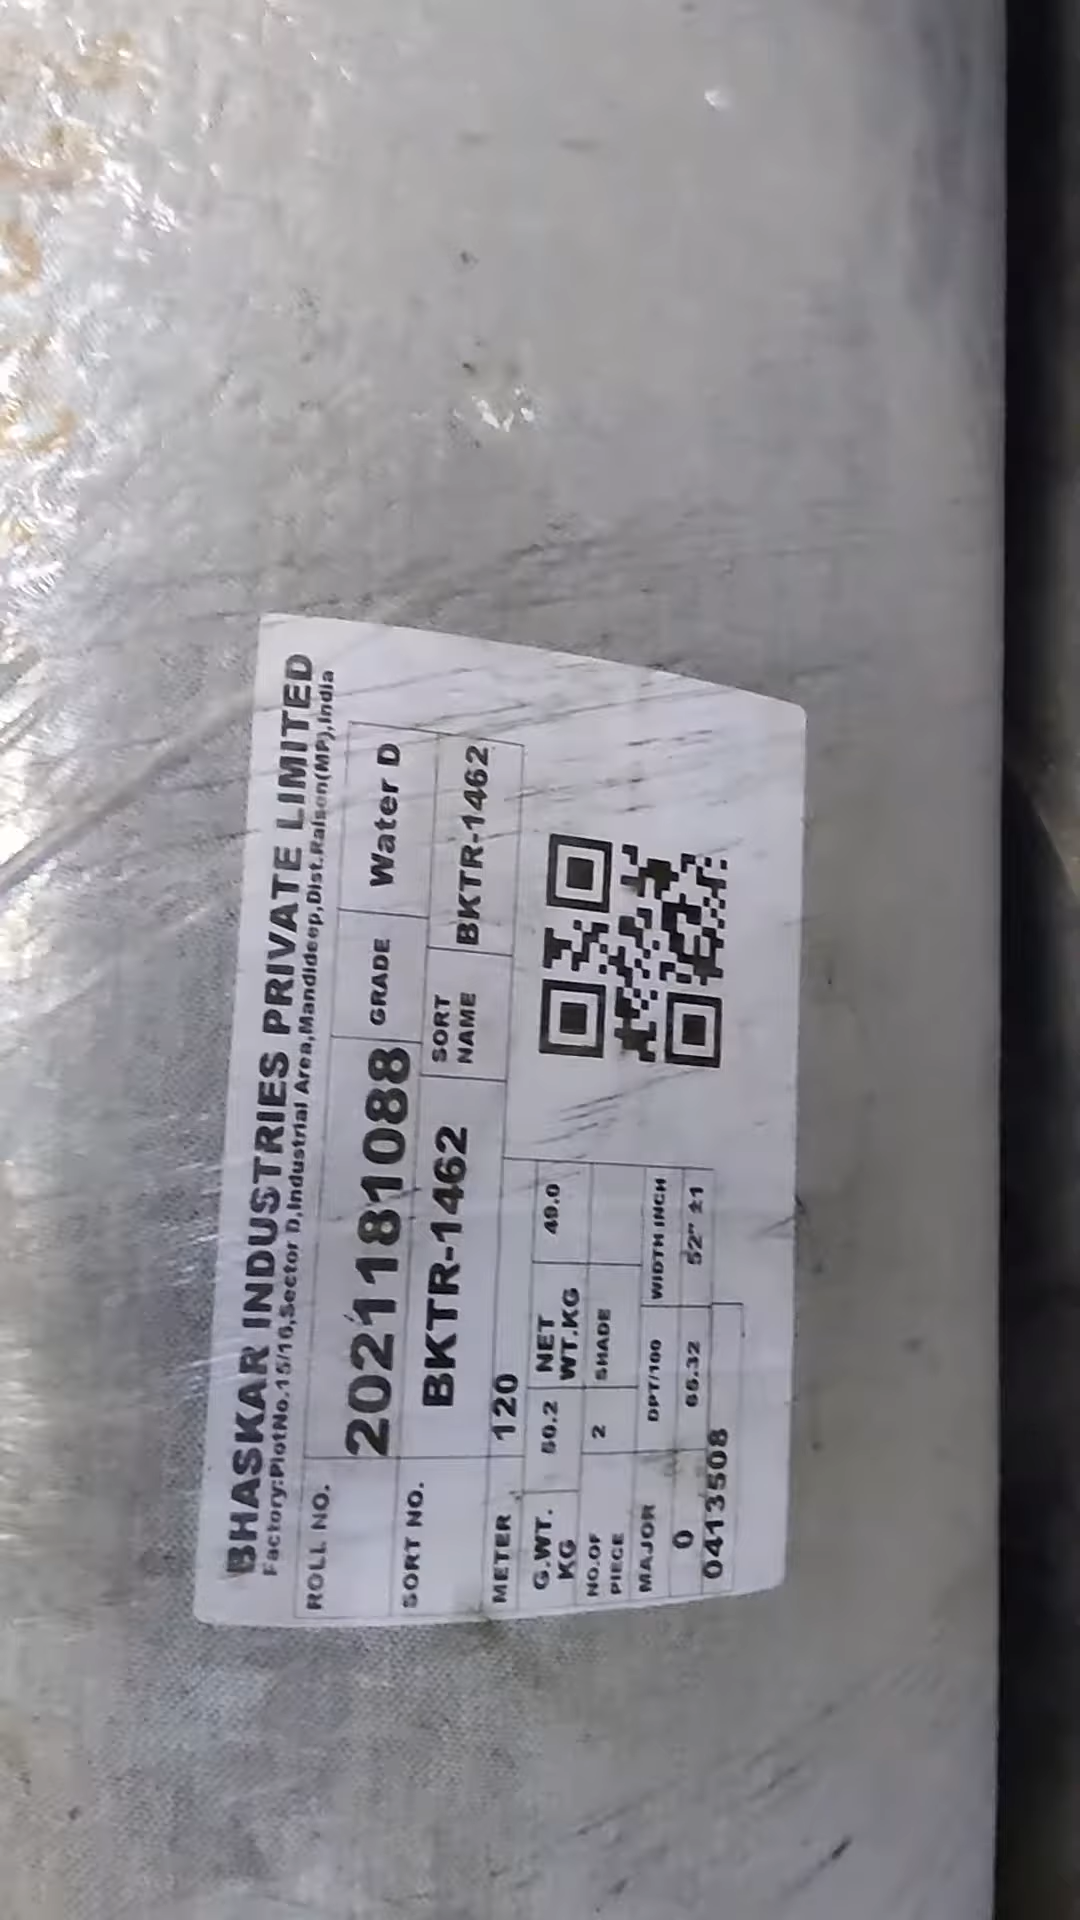 BHASKAR INDUSTRIES PRIVATE LIMITED
Factory:PlotNo.15/16,Sector D,Industrial Area,Mandideep,Dist.Raisen(MP),India
ROLL NO. 2021181088 GRADE Water D
SORT NO. BKTR-1462 SORT NAME BKTR-1462
METER 120
G.WT. KG 50.2 NET WT.KG 49.0
NO.OF PIECE 2 SHADE
MAJOR DPT/100 WIDTH INCH
0 66.32 52" ±1
0413508